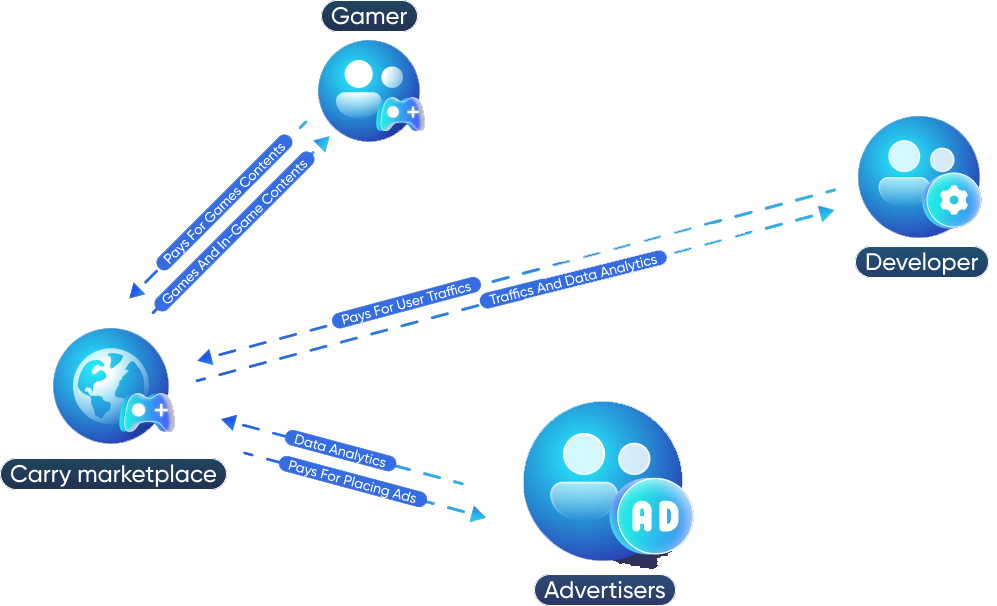 Gamer
Pays For Games Contents
Games And In-Game Contents
Developer
Pays For User Traffics
Traffics And Data Analytics
Carry marketplace
Data Analytics
Pays For Placing Ads
AD
Advertisers